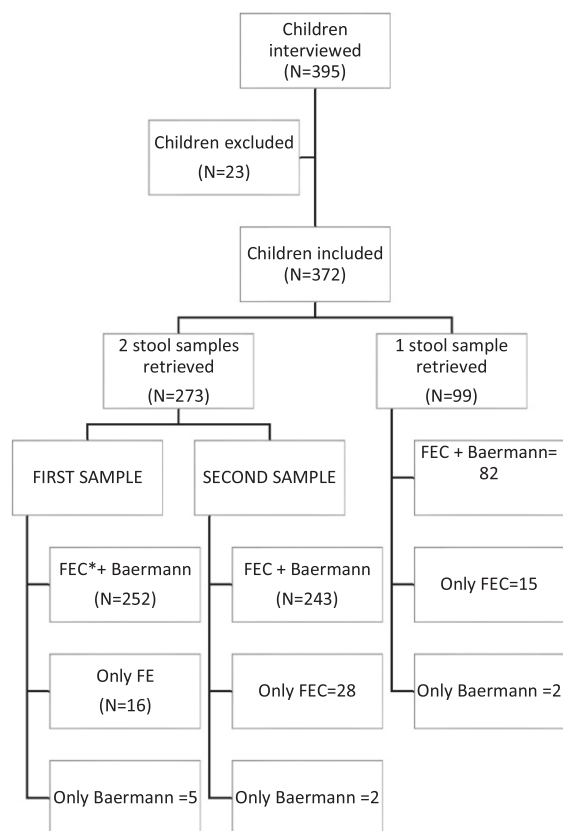 Children
interviewed
(N=395)
Children excluded
(N=23)
Children included
(N=372)
2 stool samples
retrieved
(N=273)
1 stool sample
retrieved
(N=99)
FIRST SAMPLE
SECOND SAMPLE
FEC + Baermann=
82
FEC*+ Baermann
(N=252)
FEC + Baermann
(N=243)
Only FEC=15
Only FE
(N=16)
Only FEC=28
Only Baermann =2
Only Baermann =5
Only Baermann =2